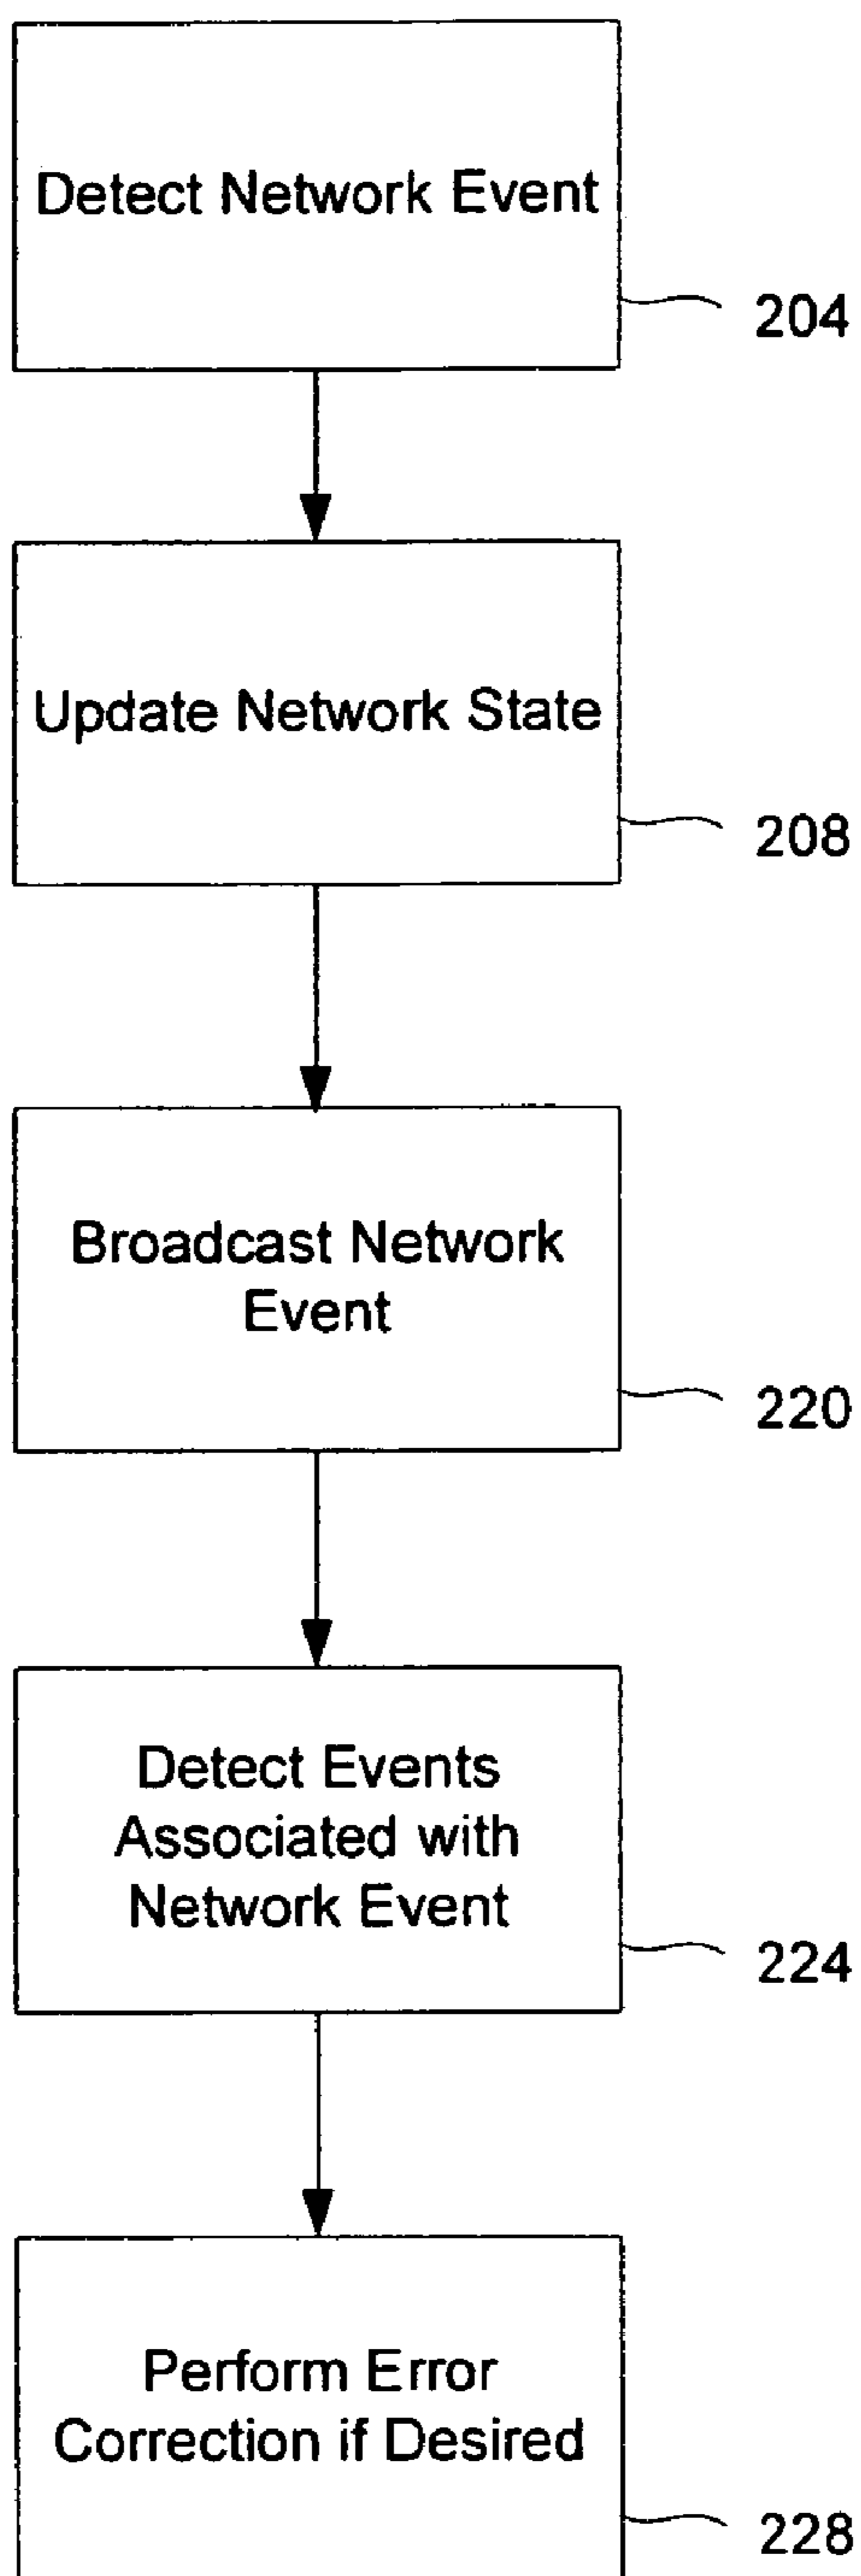 Detect Network Event
204
Update Network State
208
Broadcast Network
Event
220
Detect Events
Associated with
Network Event
224
Perform Error
Correction if Desired
228